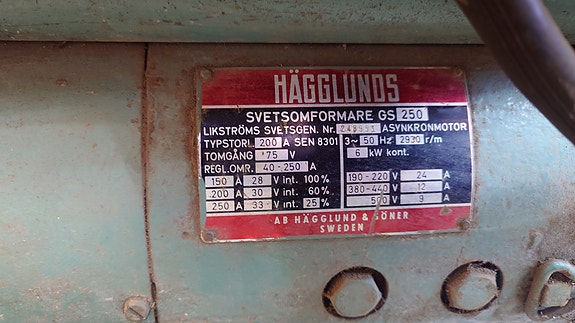 HÄGGLUNDS
SVETSOMFORMARE GS 250
LIKSTRÖMS SVETSGEN. Nr. ASYNKRONMOTOR
TYPSTORL. 200 A SEN 8301 3~ 50 Hz 2930 r/m
TOMGÅNG 75 V 6 kW kont.
REGL.OMR. 40-250 A
150 A 28 V int. 100% 190-220 V 24 A
200 A 30 V int. 60% 380-440 V 12 A
250 A 33 V int. 25% 500 V 9 A
AB HÄGGLUND & SÖNER
SWEDEN